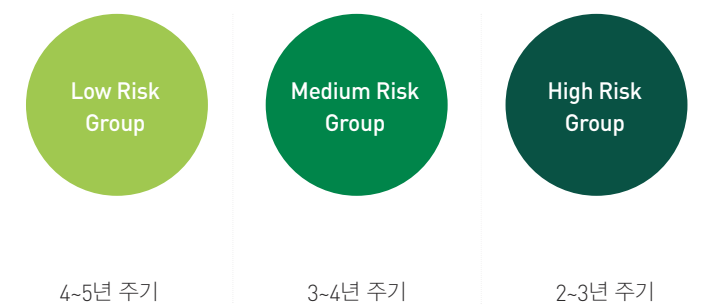 Low Risk
Group
Medium Risk
Group
High Risk
Group
4~5년 주기
3~4년 주기
2~3년 주기